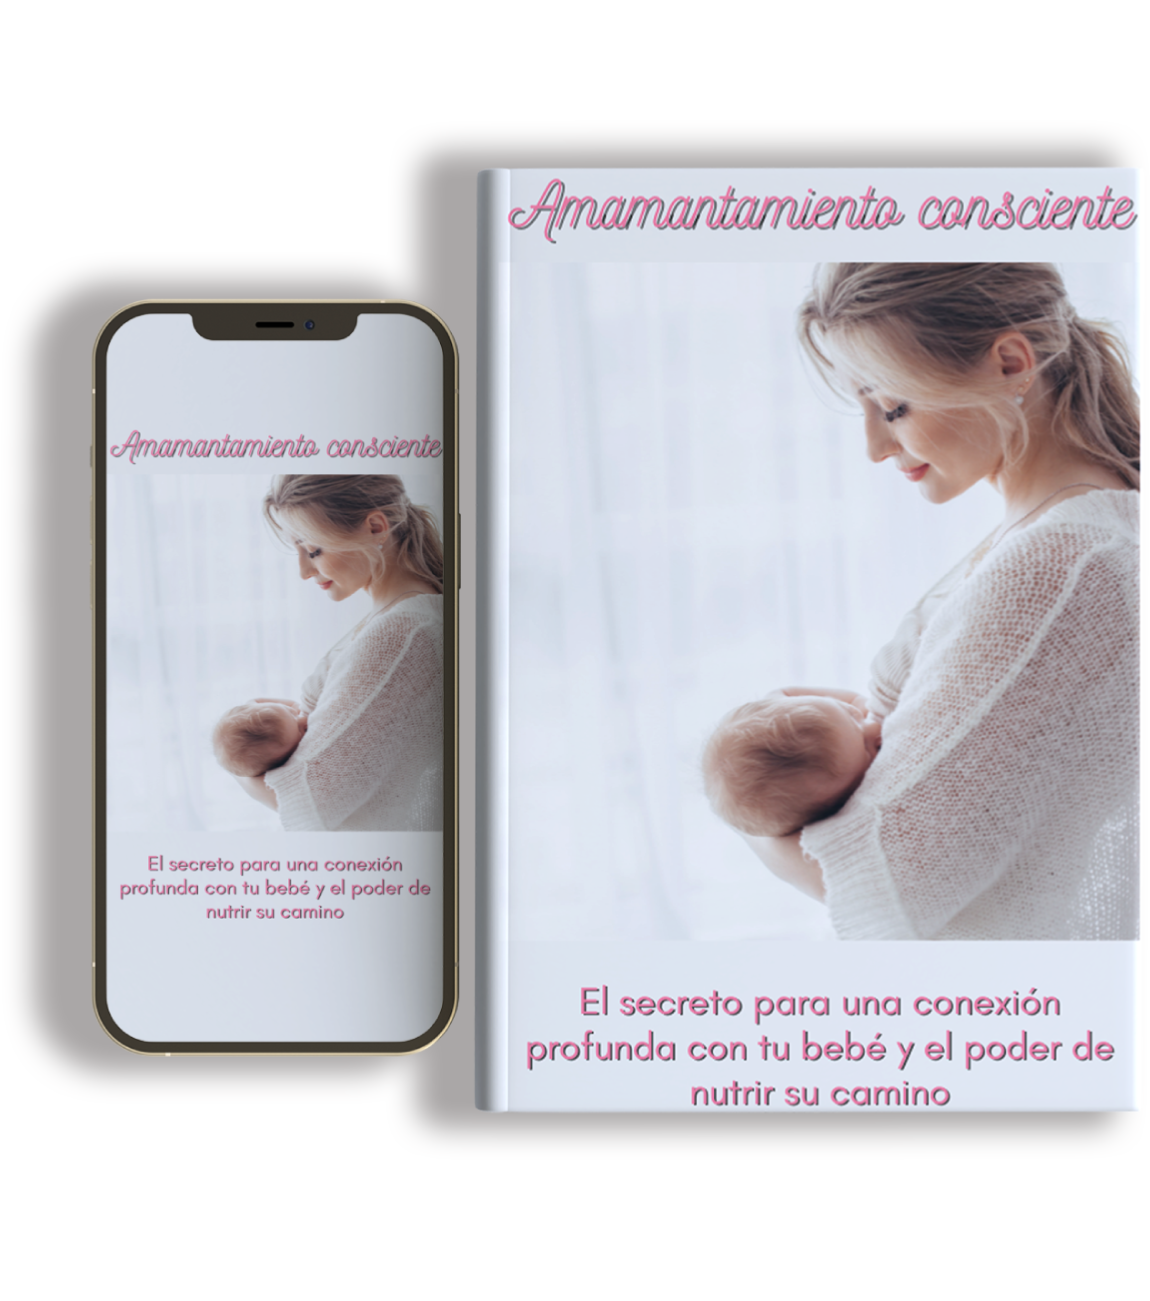 Amamantamiento consciente
El secreto para una conexión
profunda con tu bebé y el poder de
nutrir su camino
Amamantamiento consciente
El secreto para una conexión
profunda con tu bebé y el poder de
nutrir su camino